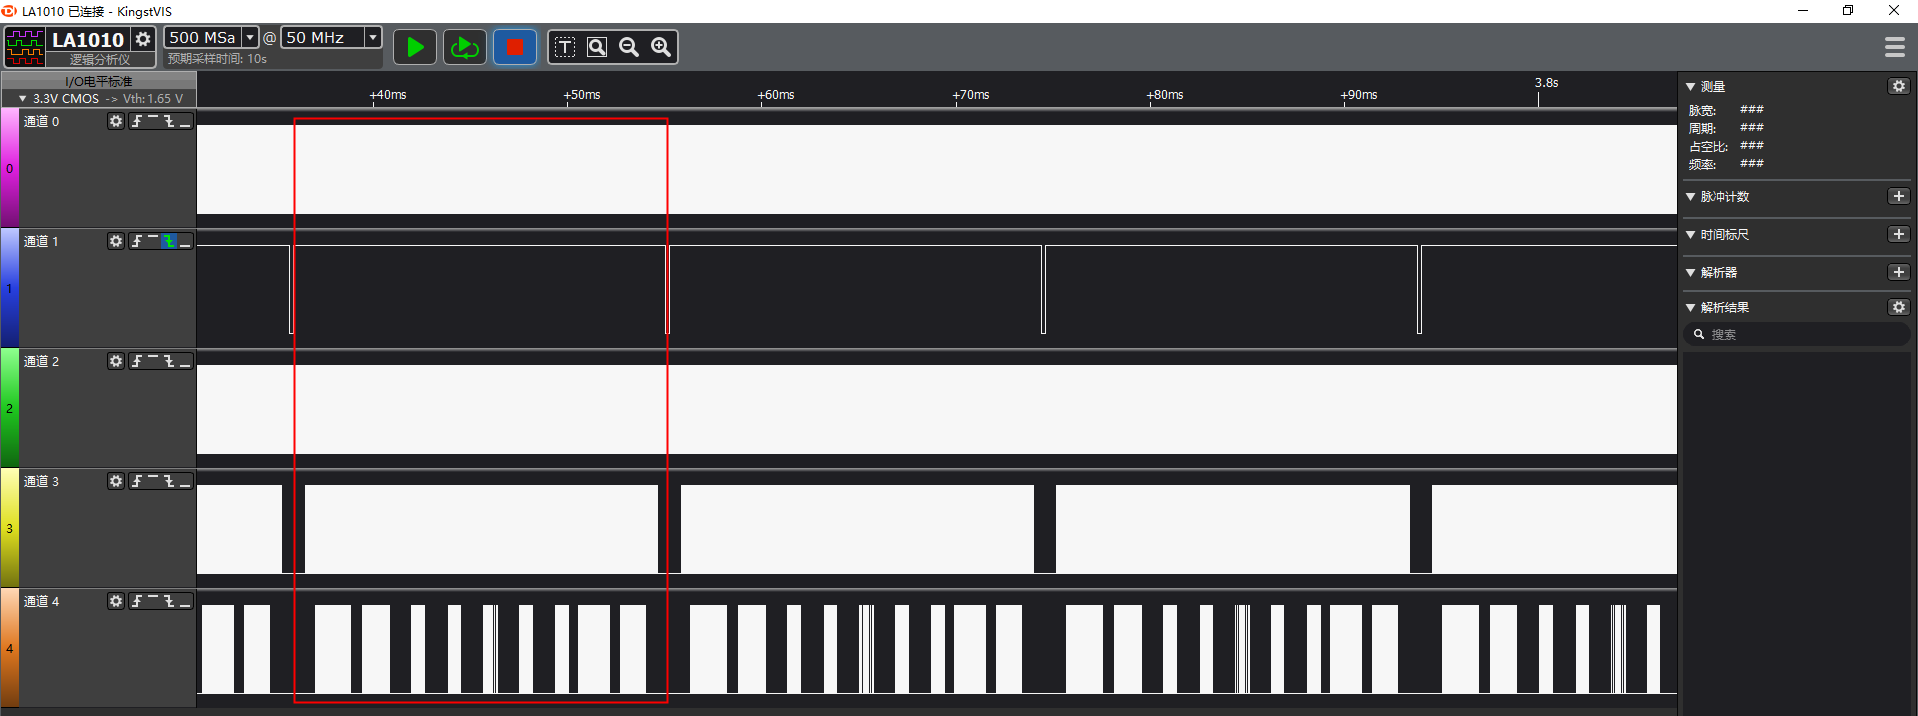 LA1010 已连接 - KingstVIS
LA1010
逻辑分析仪
500 MSa @ 50 MHz
预期采样时间: 10s
T
I/O电平标准
3.3V CMOS -> Vth:1.65 V
+40ms +50ms +60ms +70ms +80ms +90ms 3.8s
通道 0
0
通道 1
1
通道 2
2
通道 3
3
通道 4
4
测量
脉宽: ###
周期: ###
占空比: ###
频率: ###
脉冲计数
时间标尺
解析器
解析结果
搜索